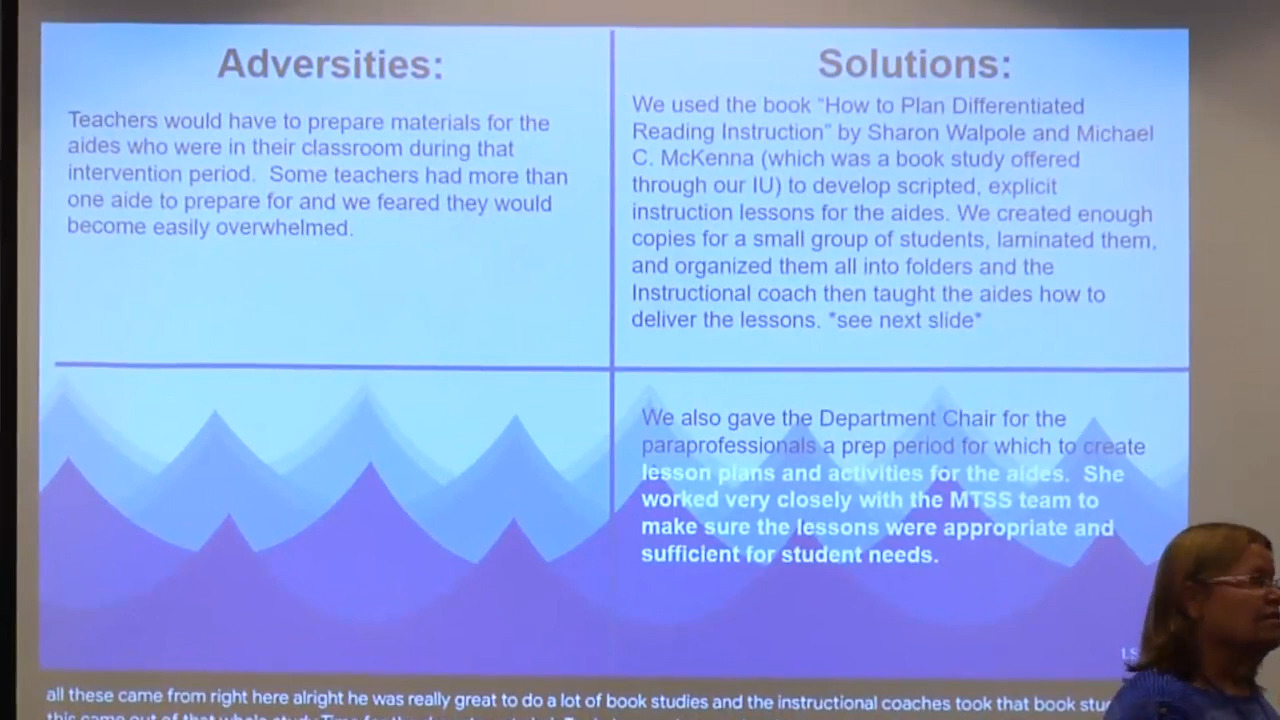 Adversities:
Teachers would have to prepare materials for the
aides who were in their classroom during that
intervention period.  Some teachers had more than
one aide to prepare for and we feared they would
become easily overwhelmed.
Solutions:
We used the book “How to Plan Differentiated
Reading Instruction” by Sharon Walpole and Michael
C. McKenna (which was a book study offered
through our IU) to develop scripted, explicit
instruction lessons for the aides. We created enough
copies for a small group of students, laminated them,
and organized them all into folders and the
Instructional coach then taught the aides how to
deliver the lessons. *see next slide*
We also gave the Department Chair for the
paraprofessionals a prep period for which to create
lesson plans and activities for the aides.  She
worked very closely with the MTSS team to
make sure the lessons were appropriate and
sufficient for student needs.
all these came from right here alright he was really great to do a lot of book studies and the instructional coaches took that book